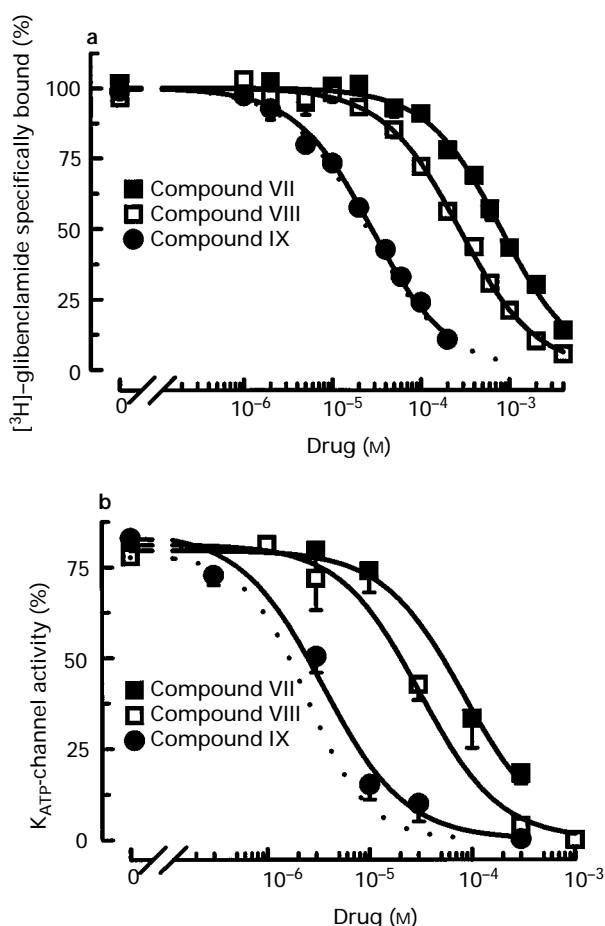 a
[³H]-glibenclamide specifically bound (%)
100
75
50
25
0
Compound VII
Compound VIII
Compound IX
0 10⁻⁶ 10⁻⁵ 10⁻⁴ 10⁻³
Drug (M)
b
K_ATP-channel activity (%)
75
50
25
0
Compound VII
Compound VIII
Compound IX
0 10⁻⁶ 10⁻⁵ 10⁻⁴ 10⁻³
Drug (M)